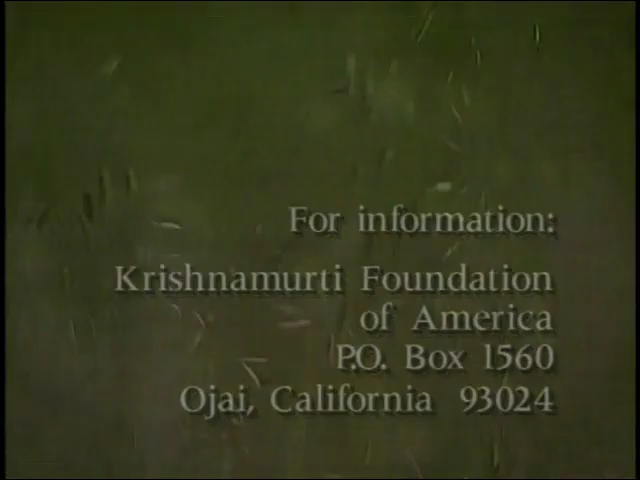 For information:
Krishnamurti Foundation
of America
P.O. Box 1560
Ojai, California 93024